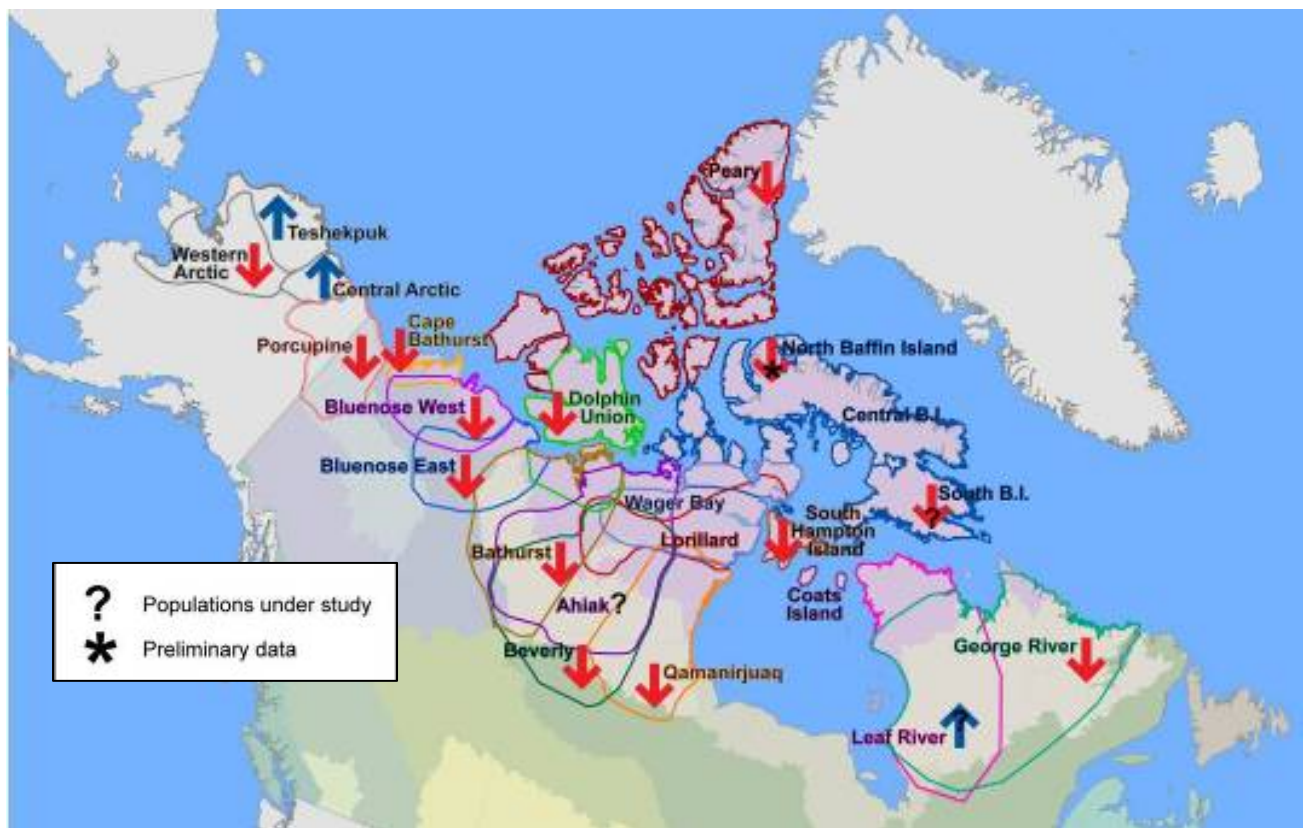 Peary
Teshekpuk
Western
Arctic
Central Arctic
Cape
Bathurst
Porcupine
North Baffin Island
*
Bluenose West
Dolphin
Union
Central B.I.
Bluenose East
Wager Bay
South B.I.
?
South
Hampton
Island
Lorillard
Bathurst
Coats
Island
Ahiak?
Beverly
Qamanirjuaq
George River
Leaf River
?
? Populations under study
* Preliminary data